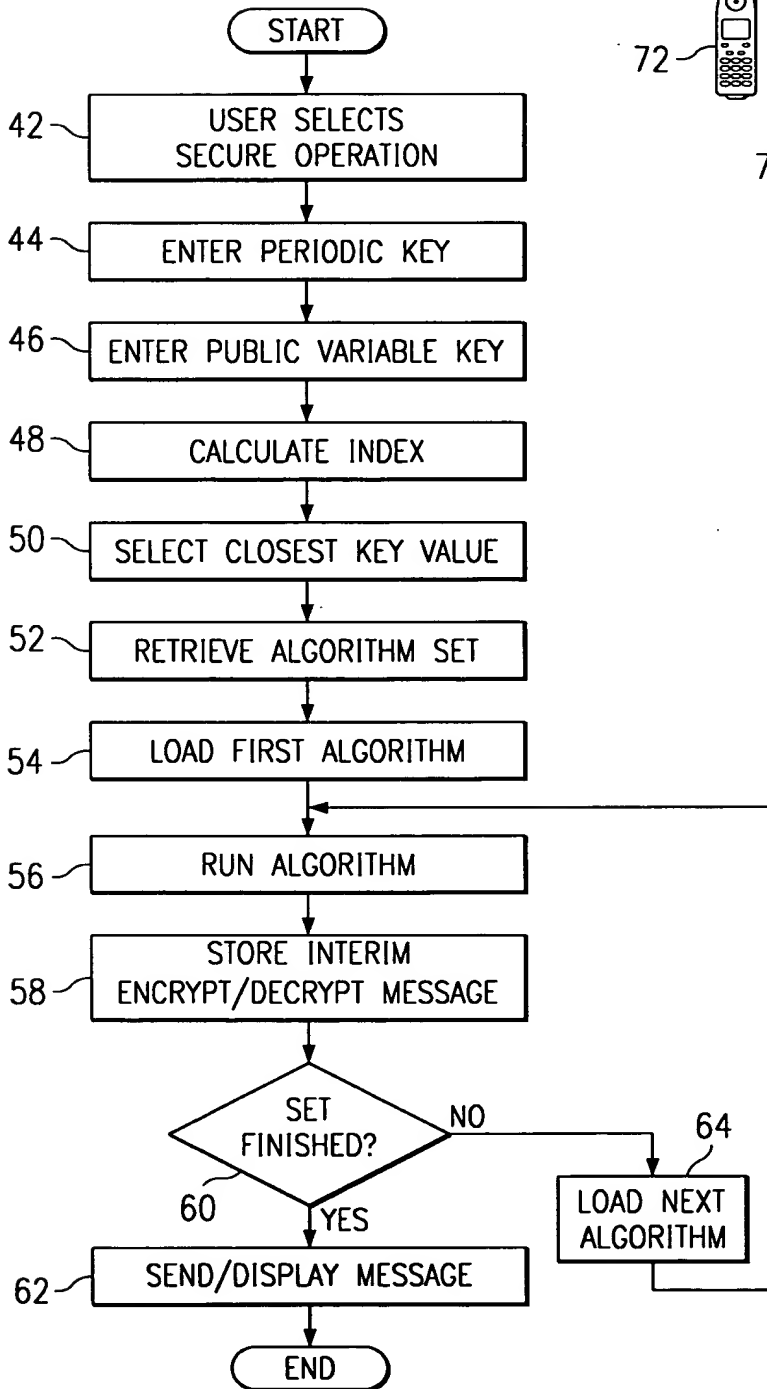 START
72
42
USER SELECTS
SECURE OPERATION
7
44
ENTER PERIODIC KEY
46
ENTER PUBLIC VARIABLE KEY
48
CALCULATE INDEX
50
SELECT CLOSEST KEY VALUE
52
RETRIEVE ALGORITHM SET
54
LOAD FIRST ALGORITHM
56
RUN ALGORITHM
58
STORE INTERIM
ENCRYPT/DECRYPT MESSAGE
SET
FINISHED?
NO
60
YES
64
LOAD NEXT
ALGORITHM
62
SEND/DISPLAY MESSAGE
END